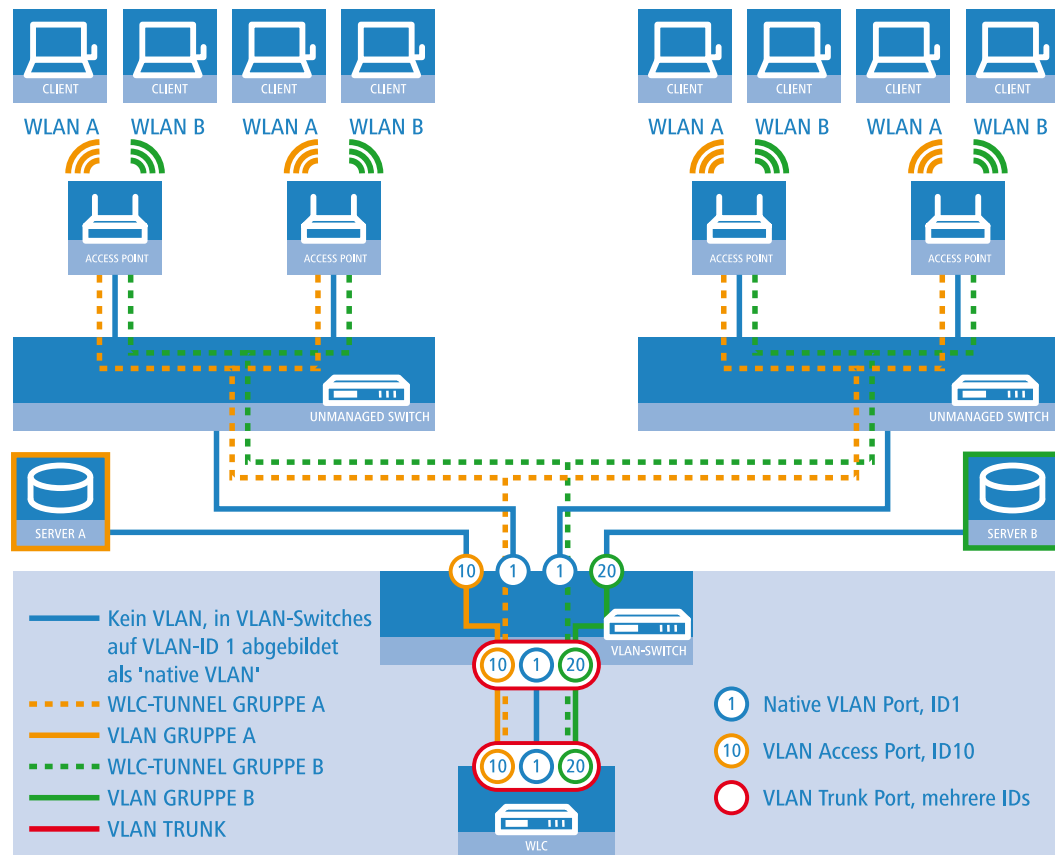 CLIENT CLIENT CLIENT CLIENT CLIENT CLIENT CLIENT CLIENT
WLAN A WLAN B WLAN A WLAN B WLAN A WLAN B WLAN A WLAN B
ACCESS POINT ACCESS POINT ACCESS POINT ACCESS POINT
UNMANAGED SWITCH UNMANAGED SWITCH
SERVER A SERVER B
10 1 1 20
Kein VLAN, in VLAN-Switches
auf VLAN-ID 1 abgebildet
als 'native VLAN'
VLAN-SWITCH
10 1 20
WLC-TUNNEL GRUPPE A
VLAN GRUPPE A
WLC-TUNNEL GRUPPE B
VLAN GRUPPE B
VLAN TRUNK
10 1 20
WLC
1 Native VLAN Port, ID1
10 VLAN Access Port, ID10
VLAN Trunk Port, mehrere IDs